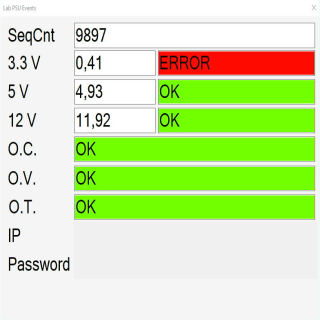 Lab PSU Events X
SeqCnt 9897
3.3 V 0,41 ERROR
5 V 4,93 OK
12 V 11,92 OK
O.C. OK
O.V. OK
O.T. OK
IP
Password